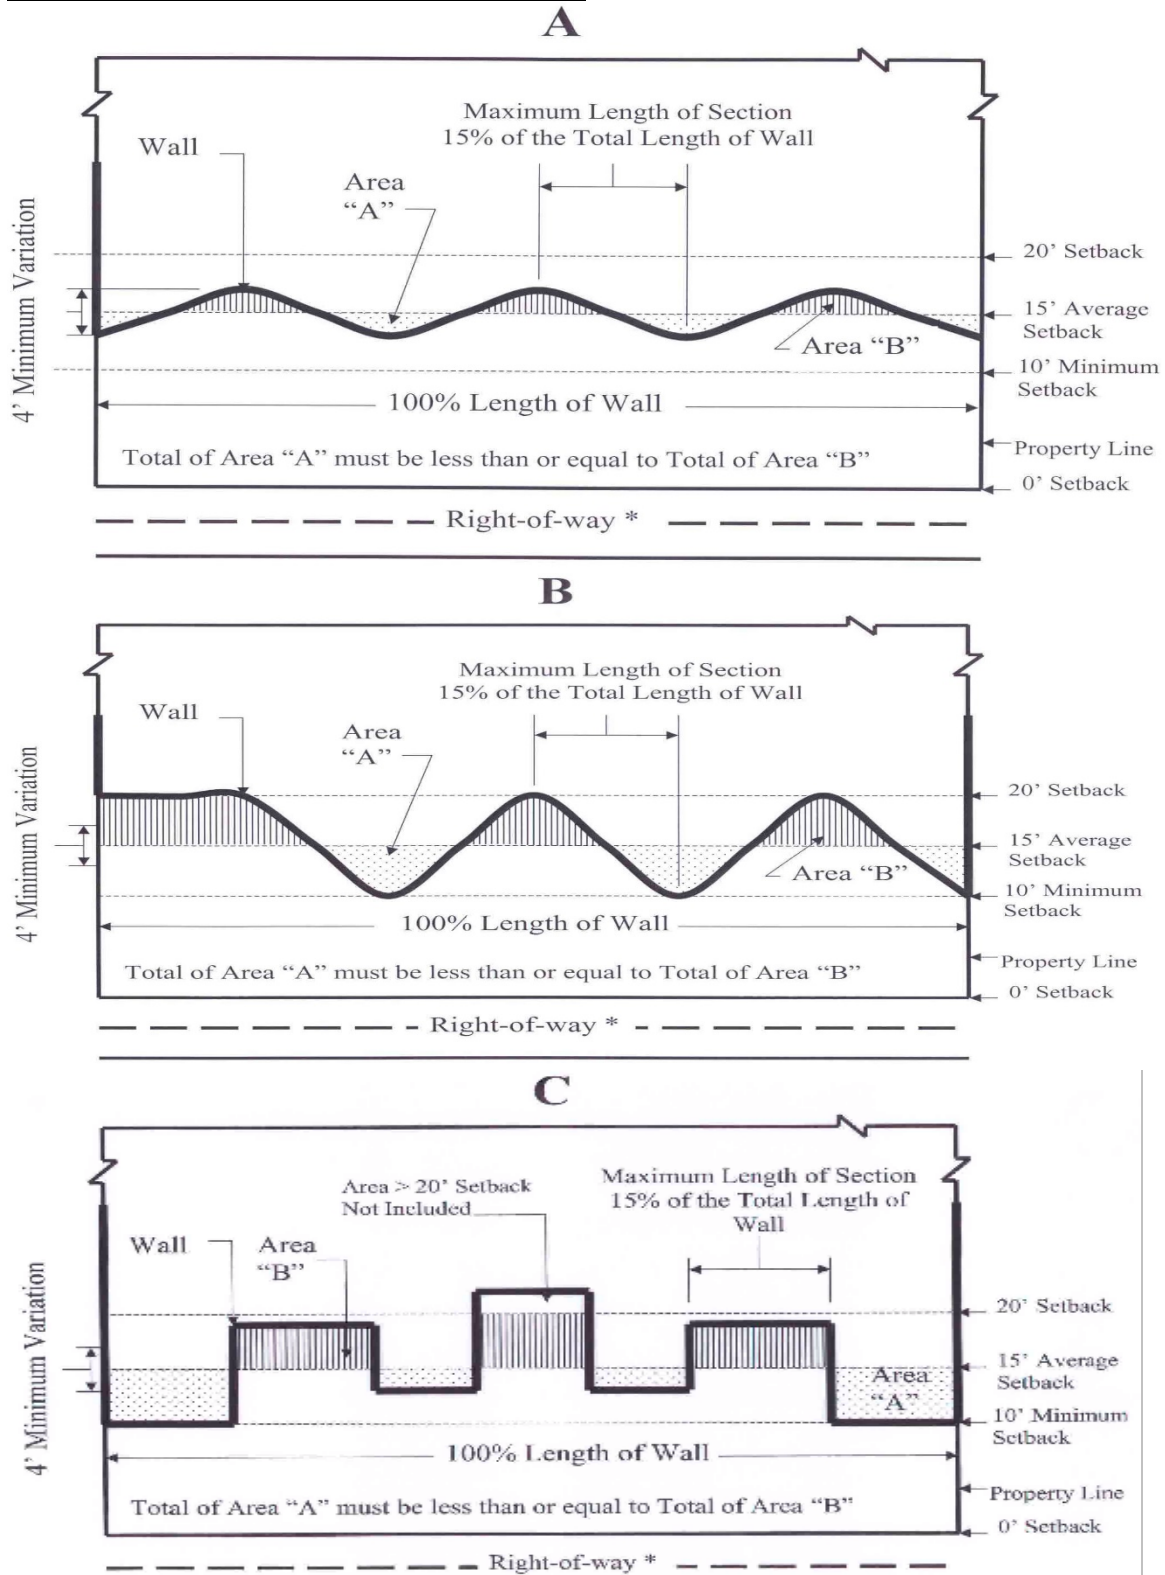 A
Maximum Length of Section
15% of the Total Length of Wall
Wall
Area
“A”
4’ Minimum Variation
20’ Setback
15’ Average
Setback
Area “B”
10’ Minimum
Setback
100% Length of Wall
Property Line
Total of Area “A” must be less than or equal to Total of Area “B”
0’ Setback
Right-of-way *
B
Maximum Length of Section
15% of the Total Length of Wall
Wall
Area
“A”
4’ Minimum Variation
20’ Setback
15’ Average
Setback
Area “B”
10’ Minimum
Setback
100% Length of Wall
Property Line
Total of Area “A” must be less than or equal to Total of Area “B”
0’ Setback
Right-of-way *
C
Maximum Length of Section
15% of the Total Length of
Wall
Area > 20’ Setback
Not Included
Wall
Area
“B”
4’ Minimum Variation
20’ Setback
15’ Average
Setback
Area
“A”
10’ Minimum
Setback
100% Length of Wall
Property Line
Total of Area “A” must be less than or equal to Total of Area “B”
0’ Setback
Right-of-way *